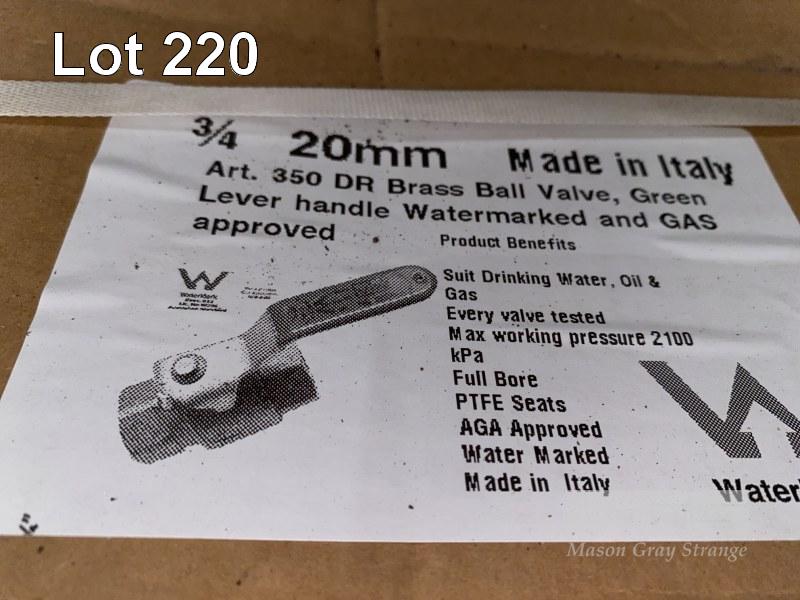 Lot 220
3/4 20mm Made in Italy
Art. 350 DR Brass Ball Valve, Green
Lever handle Watermarked and GAS
approved
Product Benefits
WaterMark
Suit Drinking Water, Oil &
Gas
Every valve tested
Max working pressure 2100
kPa
Full Bore
PTFE Seats
AGA Approved
Water Marked
Made in Italy
Water
Mason Gray Strange